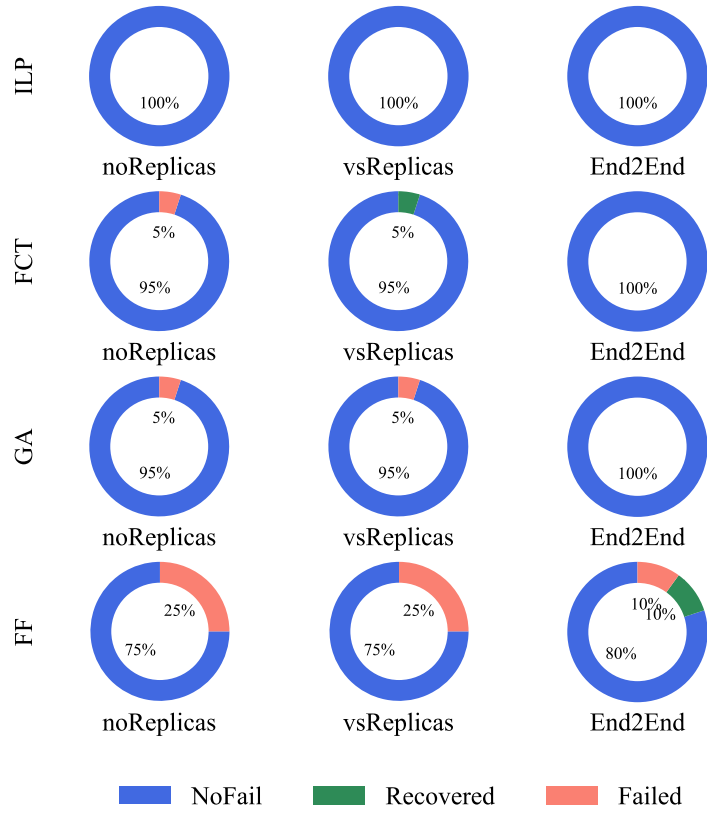 ILP
100%
100%
100%
noReplicas
vsReplicas
End2End
FCT
5%
95%
5%
95%
100%
noReplicas
vsReplicas
End2End
GA
5%
95%
5%
95%
100%
noReplicas
vsReplicas
End2End
FF
25%
75%
25%
75%
10%
10%
80%
noReplicas
vsReplicas
End2End
NoFail
Recovered
Failed